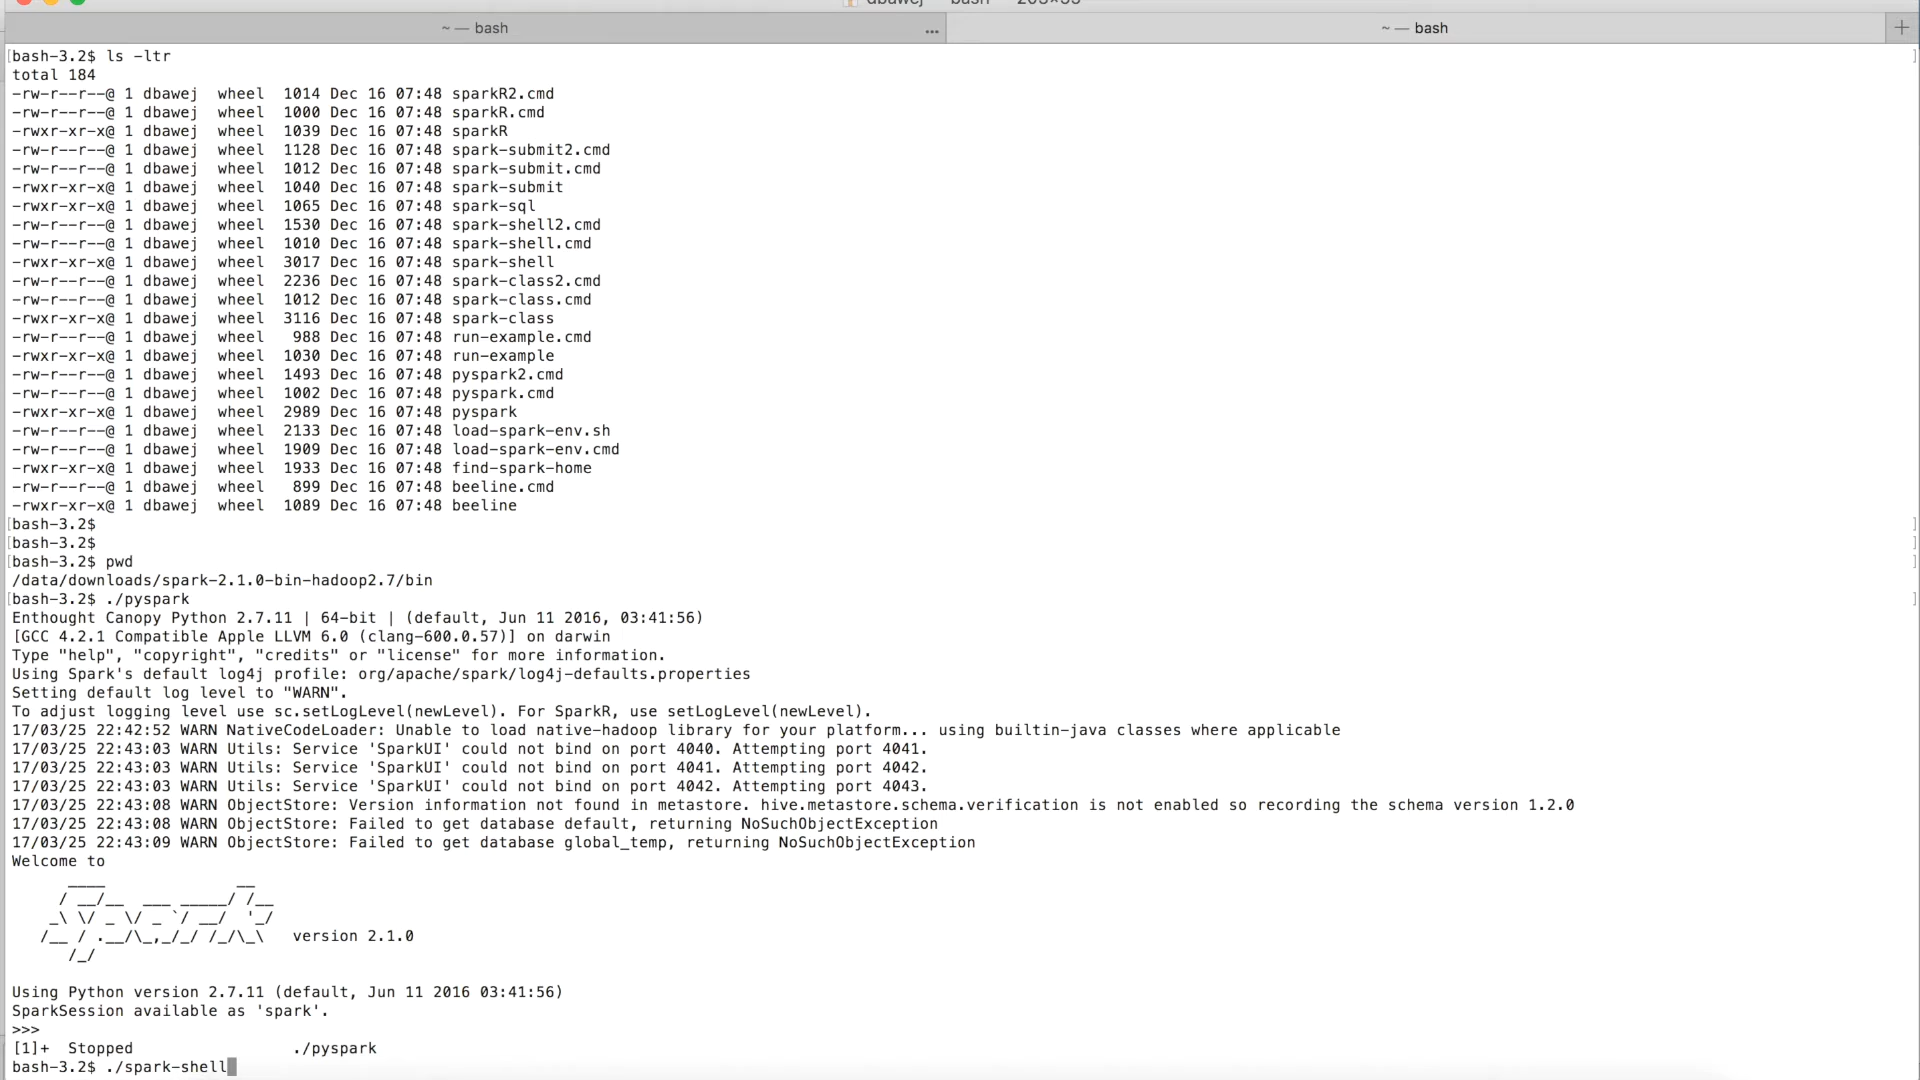 ~ — bash ... ~ — bash +
[bash-3.2$ ls -ltr ]
total 184
-rw-r--r--@ 1 dbawej  wheel  1014 Dec 16 07:48 sparkR2.cmd
-rw-r--r--@ 1 dbawej  wheel  1000 Dec 16 07:48 sparkR.cmd
-rwxr-xr-x@ 1 dbawej  wheel  1039 Dec 16 07:48 sparkR
-rw-r--r--@ 1 dbawej  wheel  1128 Dec 16 07:48 spark-submit2.cmd
-rw-r--r--@ 1 dbawej  wheel  1012 Dec 16 07:48 spark-submit.cmd
-rwxr-xr-x@ 1 dbawej  wheel  1040 Dec 16 07:48 spark-submit
-rwxr-xr-x@ 1 dbawej  wheel  1065 Dec 16 07:48 spark-sql
-rw-r--r--@ 1 dbawej  wheel  1530 Dec 16 07:48 spark-shell2.cmd
-rw-r--r--@ 1 dbawej  wheel  1010 Dec 16 07:48 spark-shell.cmd
-rwxr-xr-x@ 1 dbawej  wheel  3017 Dec 16 07:48 spark-shell
-rw-r--r--@ 1 dbawej  wheel  2236 Dec 16 07:48 spark-class2.cmd
-rw-r--r--@ 1 dbawej  wheel  1012 Dec 16 07:48 spark-class.cmd
-rwxr-xr-x@ 1 dbawej  wheel  3116 Dec 16 07:48 spark-class
-rw-r--r--@ 1 dbawej  wheel   988 Dec 16 07:48 run-example.cmd
-rwxr-xr-x@ 1 dbawej  wheel  1030 Dec 16 07:48 run-example
-rw-r--r--@ 1 dbawej  wheel  1493 Dec 16 07:48 pyspark2.cmd
-rw-r--r--@ 1 dbawej  wheel  1002 Dec 16 07:48 pyspark.cmd
-rwxr-xr-x@ 1 dbawej  wheel  2989 Dec 16 07:48 pyspark
-rw-r--r--@ 1 dbawej  wheel  2133 Dec 16 07:48 load-spark-env.sh
-rw-r--r--@ 1 dbawej  wheel  1909 Dec 16 07:48 load-spark-env.cmd
-rwxr-xr-x@ 1 dbawej  wheel  1933 Dec 16 07:48 find-spark-home
-rw-r--r--@ 1 dbawej  wheel   899 Dec 16 07:48 beeline.cmd
-rwxr-xr-x@ 1 dbawej  wheel  1089 Dec 16 07:48 beeline
[bash-3.2$ ]
[bash-3.2$ ]
[bash-3.2$ pwd ]
/data/downloads/spark-2.1.0-bin-hadoop2.7/bin
[bash-3.2$ ./pyspark ]
Enthought Canopy Python 2.7.11 | 64-bit | (default, Jun 11 2016, 03:41:56)
[GCC 4.2.1 Compatible Apple LLVM 6.0 (clang-600.0.57)] on darwin
Type "help", "copyright", "credits" or "license" for more information.
Using Spark's default log4j profile: org/apache/spark/log4j-defaults.properties
Setting default log level to "WARN".
To adjust logging level use sc.setLogLevel(newLevel). For SparkR, use setLogLevel(newLevel).
17/03/25 22:42:52 WARN NativeCodeLoader: Unable to load native-hadoop library for your platform... using builtin-java classes where applicable
17/03/25 22:43:03 WARN Utils: Service 'SparkUI' could not bind on port 4040. Attempting port 4041.
17/03/25 22:43:03 WARN Utils: Service 'SparkUI' could not bind on port 4041. Attempting port 4042.
17/03/25 22:43:03 WARN Utils: Service 'SparkUI' could not bind on port 4042. Attempting port 4043.
17/03/25 22:43:08 WARN ObjectStore: Version information not found in metastore. hive.metastore.schema.verification is not enabled so recording the schema version 1.2.0
17/03/25 22:43:08 WARN ObjectStore: Failed to get database default, returning NoSuchObjectException
17/03/25 22:43:09 WARN ObjectStore: Failed to get database global_temp, returning NoSuchObjectException
Welcome to
      ____              __
     / __/__  ___ _____/ /__
    _\ \/ _ \/ _ `/ __/  '_/
   /__ / .__/\_,_/_/ /_/\_\   version 2.1.0
      /_/
Using Python version 2.7.11 (default, Jun 11 2016 03:41:56)
SparkSession available as 'spark'.
>>>
[1]+  Stopped                 ./pyspark
bash-3.2$ ./spark-shell